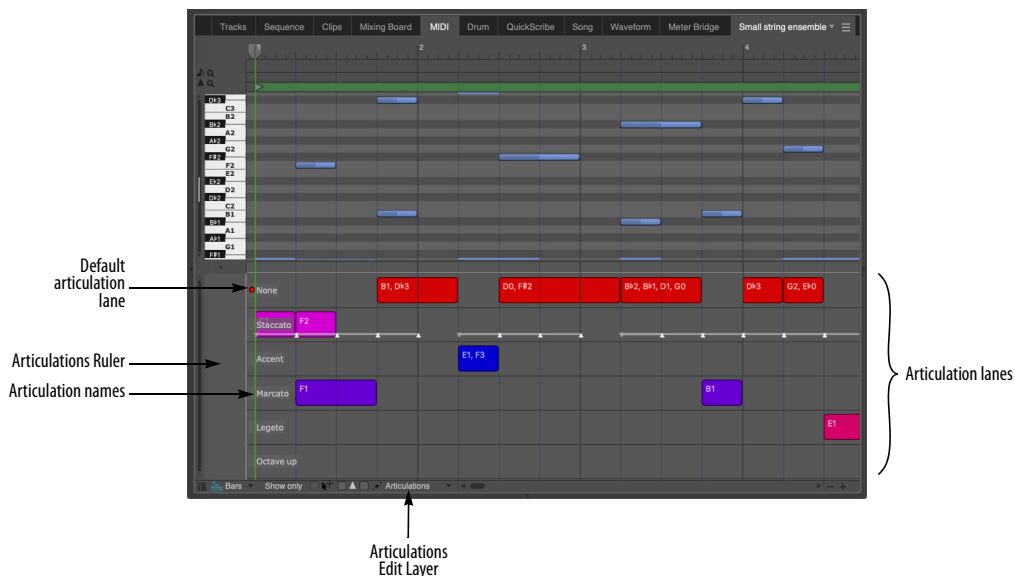 Tracks Sequence Clips Mixing Board MIDI Drum QuickScribe Song Waveform Meter Bridge Small string ensemble
1 2 3 4
D♭3
C3
B2
B♭2
A2
A♭2
G2
F#2
F2
E2
E♭2
D2
D♭2
C2
B1
B♭1
A1
A♭1
G1
F#1
Default
articulation
lane
None
B1, D♭3
D0, F#2
B♭2, B♭1, D1, G0
D♭3
G2, E♭0
Staccato
F2
Articulations Ruler
Accent
E1, F3
Articulation names
Marcato
F1
B1
Articulation lanes
Legeto
E1
Octave up
Bars Show only Articulations
Articulations
Edit Layer